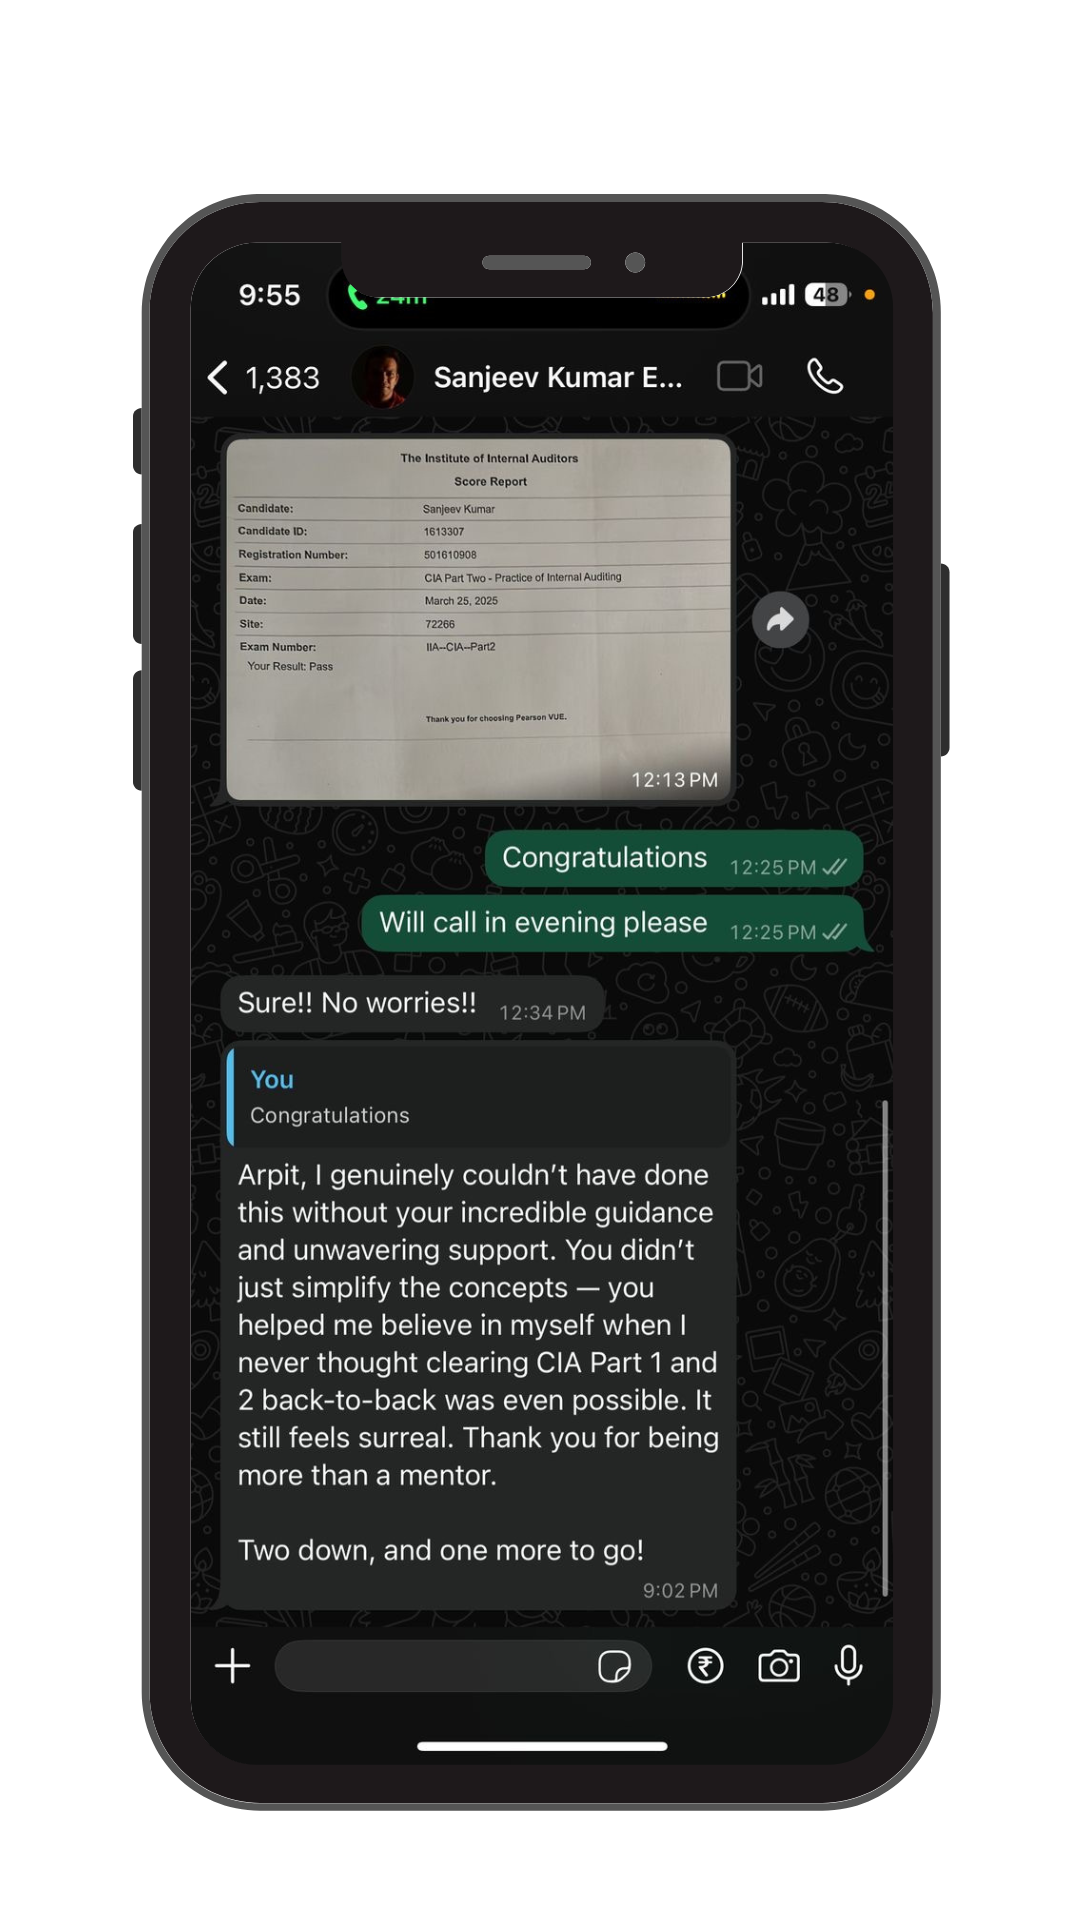 9:55
48
1,383
Sanjeev Kumar E...
The Institute of Internal Auditors
Score Report
Candidate: Sanjeev Kumar
Candidate ID: 1613307
Registration Number: 501610908
Exam: CIA Part Two - Practice of Internal Auditing
Date: March 25, 2025
Site: 72266
Exam Number: IIA--CIA--Part2
Your Result: Pass
Thank you for choosing Pearson VUE.
12:13 PM
Congratulations 12:25 PM
Will call in evening please 12:25 PM
Sure!! No worries!! 12:34 PM
You
Congratulations
Arpit, I genuinely couldn’t have done
this without your incredible guidance
and unwavering support. You didn’t
just simplify the concepts — you
helped me believe in myself when I
never thought clearing CIA Part 1 and
2 back-to-back was even possible. It
still feels surreal. Thank you for being
more than a mentor.
Two down, and one more to go!
9:02 PM
₹